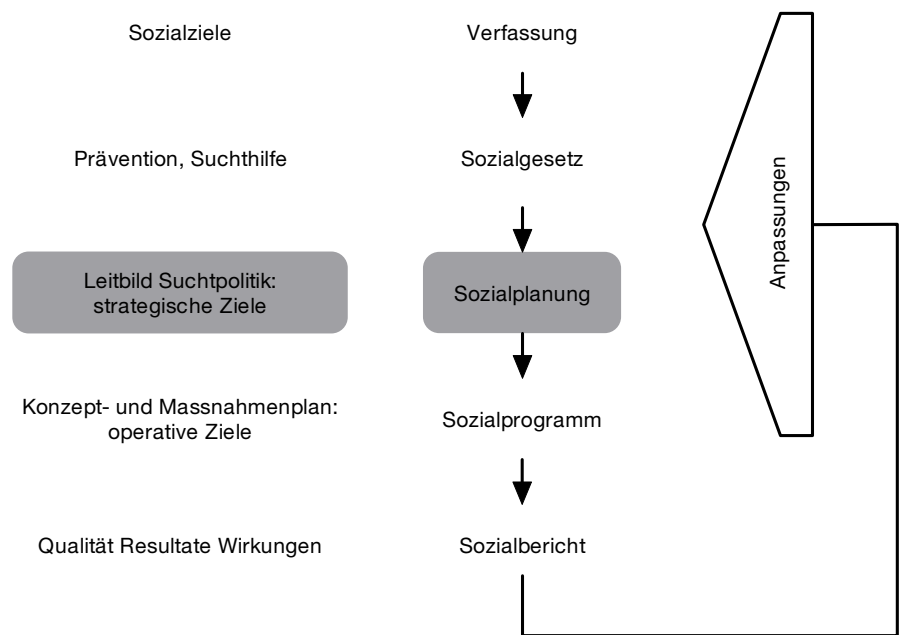 Sozialziele
Verfassung
Prävention, Suchthilfe
Sozialgesetz
Leitbild Suchtpolitik:
strategische Ziele
Sozialplanung
Konzept- und Massnahmenplan:
operative Ziele
Sozialprogramm
Qualität Resultate Wirkungen
Sozialbericht
Anpassungen